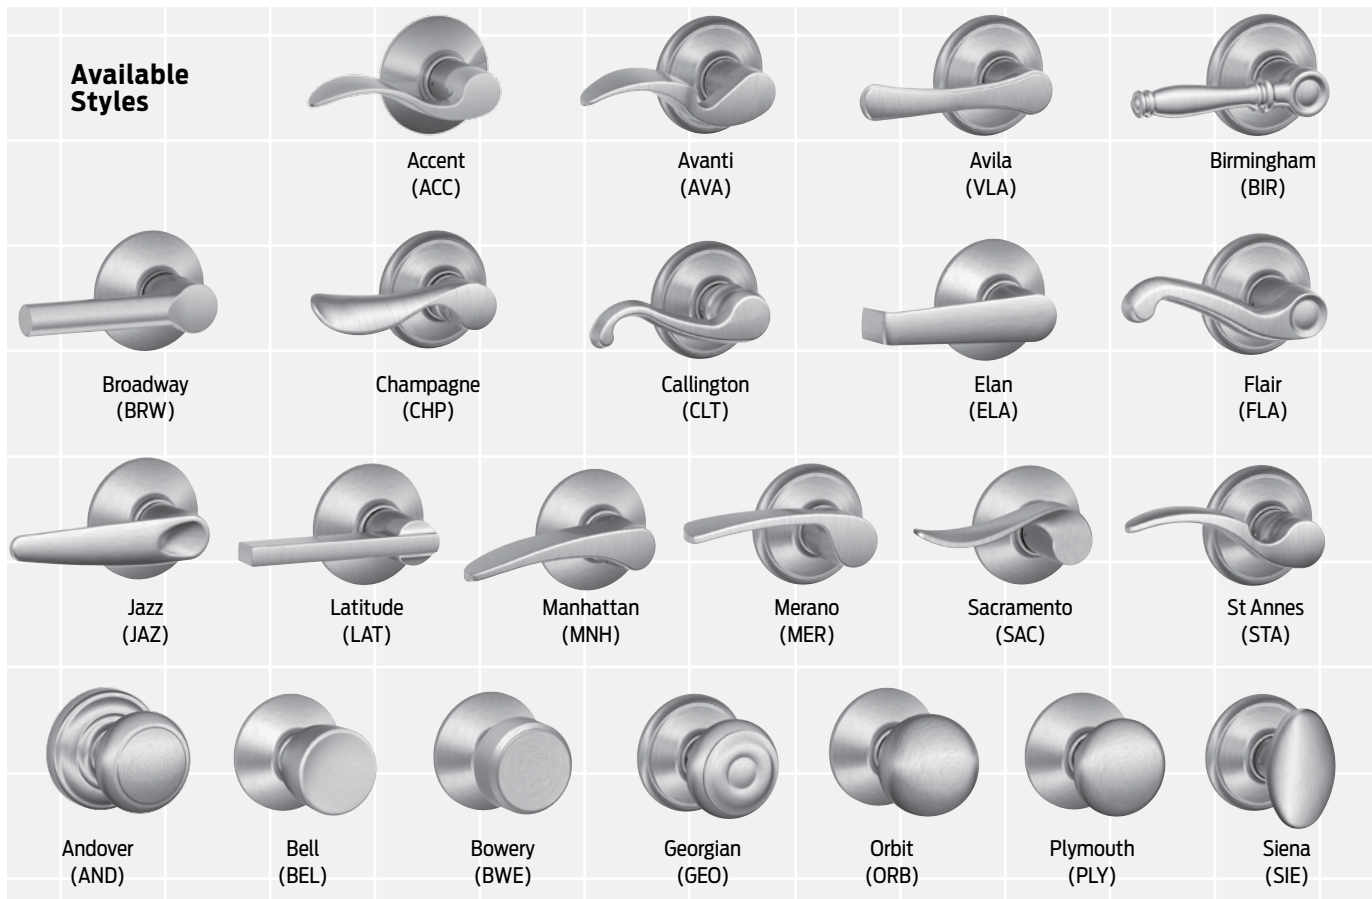 Available
Styles
Accent
(ACC)
Avanti
(AVA)
Avila
(VLA)
Birmingham
(BIR)
Broadway
(BRW)
Champagne
(CHP)
Callington
(CLT)
Elan
(ELA)
Flair
(FLA)
Jazz
(JAZ)
Latitude
(LAT)
Manhattan
(MNH)
Merano
(MER)
Sacramento
(SAC)
St Annes
(STA)
Andover
(AND)
Bell
(BEL)
Bowery
(BWE)
Georgian
(GEO)
Orbit
(ORB)
Plymouth
(PLY)
Siena
(SIE)